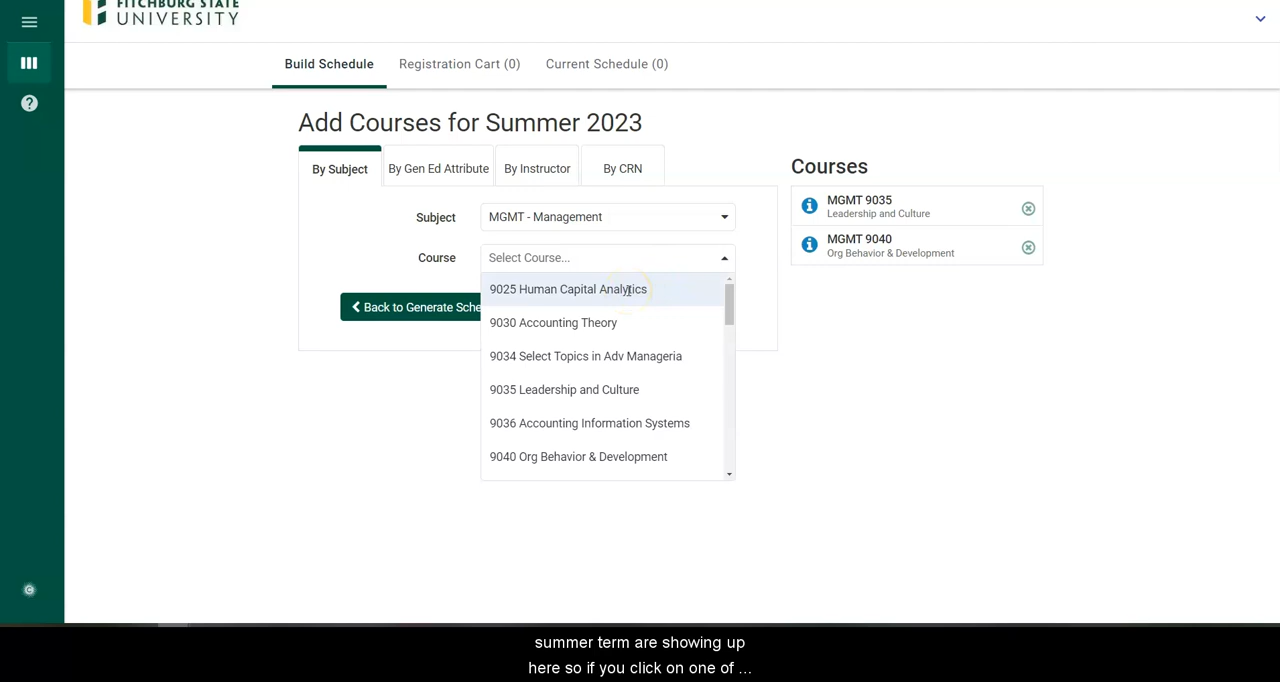 FITCHBURG STATE
UNIVERSITY
Build Schedule
Registration Cart (0)
Current Schedule (0)
Add Courses for Summer 2023
By Subject
By Gen Ed Attribute
By Instructor
By CRN
Subject
MGMT - Management
Course
Select Course...
9025 Human Capital Analytics
9030 Accounting Theory
9034 Select Topics in Adv Manageria
9035 Leadership and Culture
9036 Accounting Information Systems
9040 Org Behavior & Development
Back to Generate Sche
Courses
MGMT 9035
Leadership and Culture
MGMT 9040
Org Behavior & Development
summer term are showing up
here so if you click on one of ...